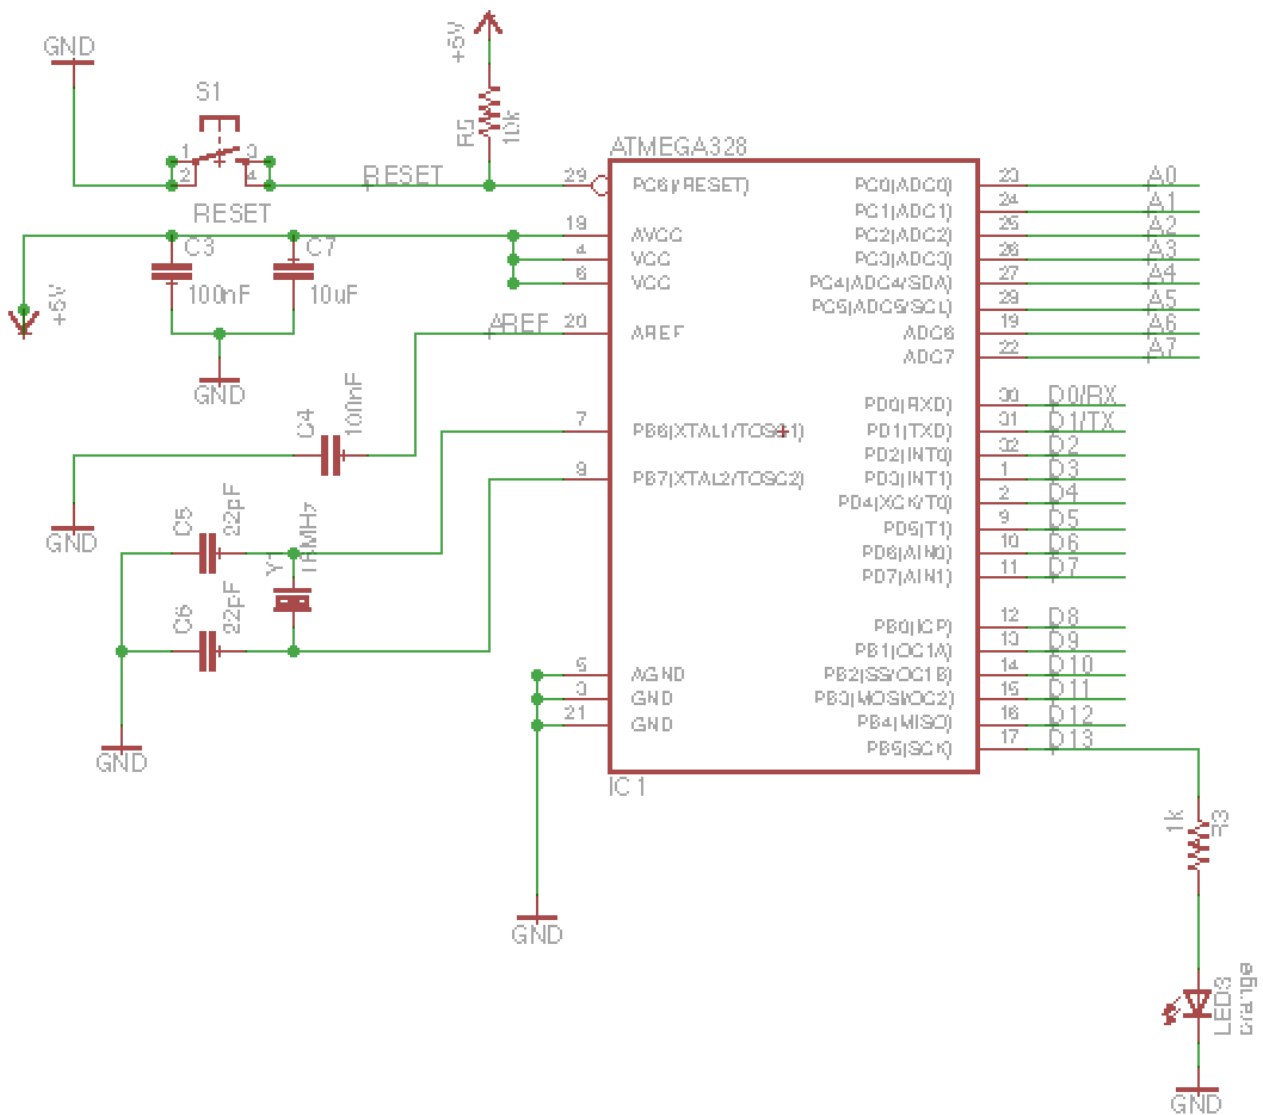 GND
+5V
S1
R5
10k
ATMEGA328
1
3
2
4
RESET
29
PC6(/RESET)
PC0(ADC0)
23
A0
RESET
PC1(ADC1)
24
A1
AVCC
PC2(ADC2)
25
A2
C3
C7
4
VCC
PC3(ADC3)
26
A3
6
VCC
PC4(ADC4/SDA)
27
A4
100nF
10uF
+5V
PC5(ADC5/SCL)
A5
AREF
20
AREF
ADC6
19
A6
ADC7
22
A7
GND
C4
100nF
PD0(RXD)
30
D0/RX
7
PB6(XTAL1/TOSC1)
PD1(TXD)
31
D1/TX
PD2(INT0)
32
D2
PB7(XTAL2/TOSC2)
PD3(INT1)
1
D3
PD4(XCK/T0)
2
D4
C5
22pF
16MHz
PD5(T1)
9
D5
GND
PD6(AIN0)
10
D6
Y1
PD7(AIN1)
11
D7
C6
22pF
PB0(ICP)
12
D8
PB1(OC1A)
13
D9
5
AGND
PB2(SS/OC1B)
14
D10
3
GND
PB3(MOSI/OC2)
15
D11
21
GND
PB4(MISO)
16
D12
PB5(SCK)
17
D13
GND
IC1
1k
R3
GND
LED3
GND